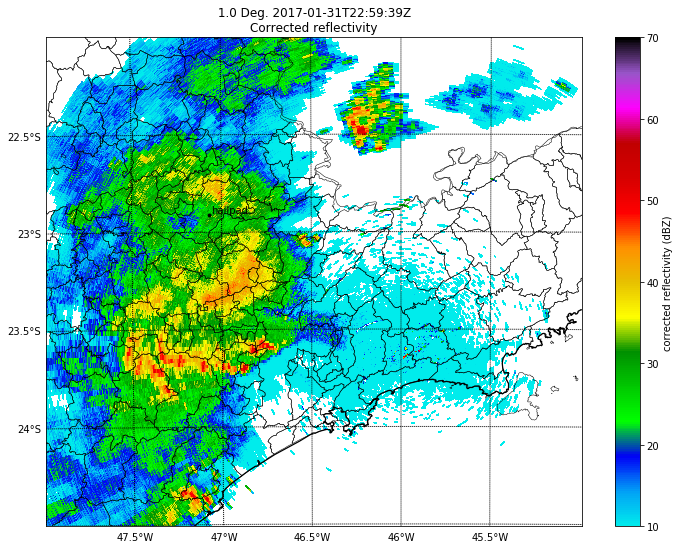 1.0 Deg. 2017-01-31T22:59:39Z
Corrected reflectivity
22.5°S
23°S
23.5°S
24°S
47.5°W
47°W
46.5°W
46°W
45.5°W
hailpad
70
60
50
40
30
20
10
corrected reflectivity (dBZ)